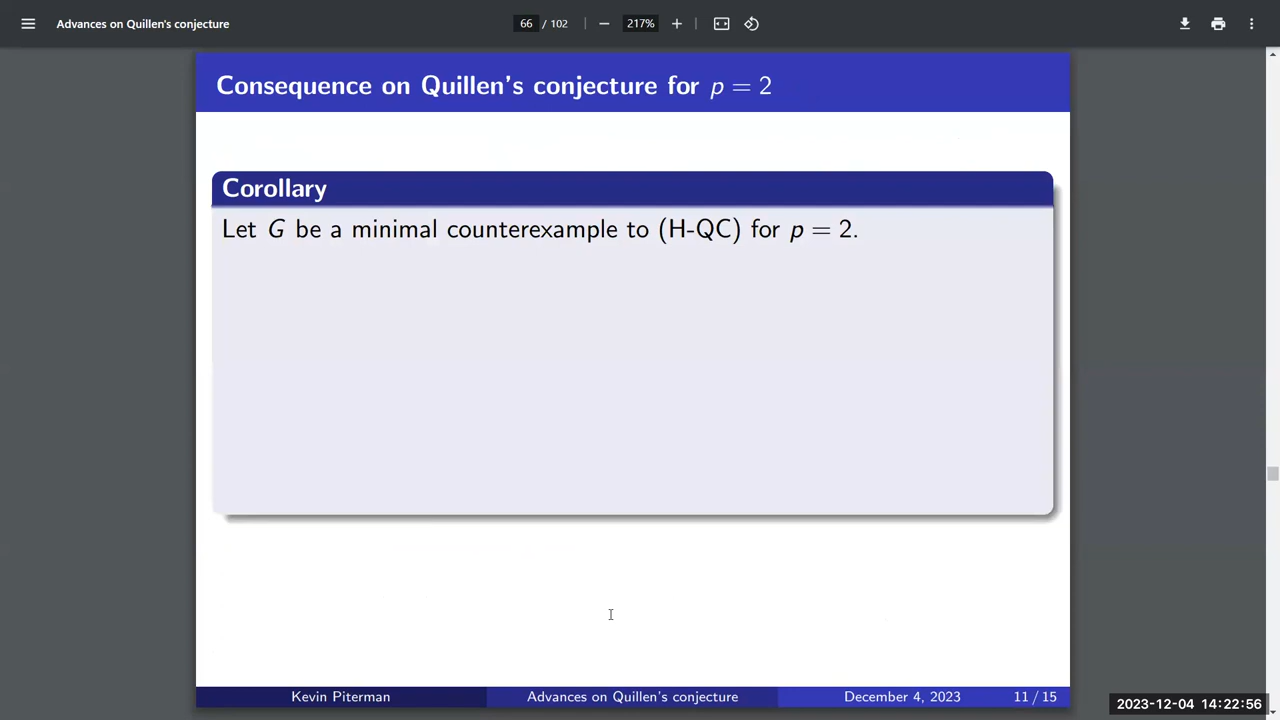 Advances on Quillen's conjecture
66 / 102
217%
Consequence on Quillen's conjecture for p = 2
Corollary
Let G be a minimal counterexample to (H-QC) for p = 2.
Kevin Piterman
Advances on Quillen's conjecture
December 4, 2023
11 / 15
2023-12-04 14:22:56